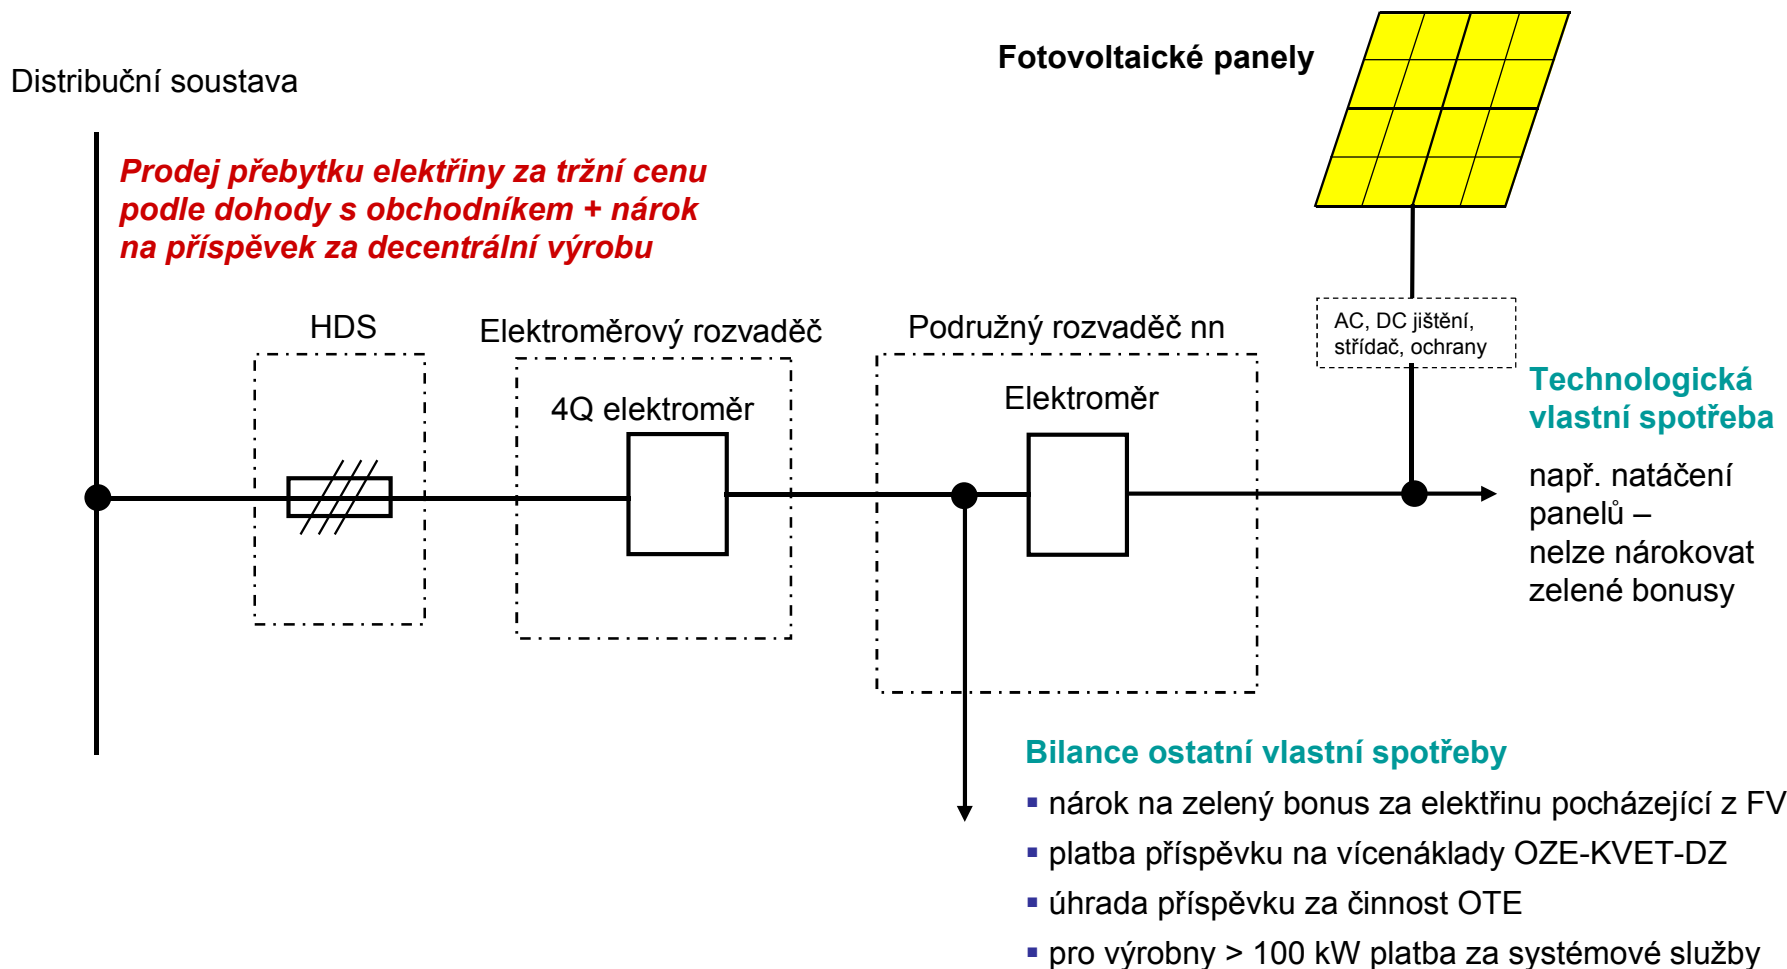 Fotovoltaické panely
Distribuční soustava
Prodej přebytku elektřiny za tržní cenu
podle dohody s obchodníkem + nárok
na příspěvek za decentrální výrobu
HDS
Elektroměrový rozvaděč
Podružný rozvaděč nn
AC, DC jištění,
střídač, ochrany
4Q elektroměr
Elektroměr
Technologická
vlastní spotřeba
např. natáčení
panelů –
nelze nárokovat
zelené bonusy
Bilance ostatní vlastní spotřeby
▪ nárok na zelený bonus za elektřinu pocházející z FV
▪ platba příspěvku na vícenáklady OZE-KVET-DZ
▪ úhrada příspěvku za činnost OTE
▪ pro výrobny > 100 kW platba za systémové služby